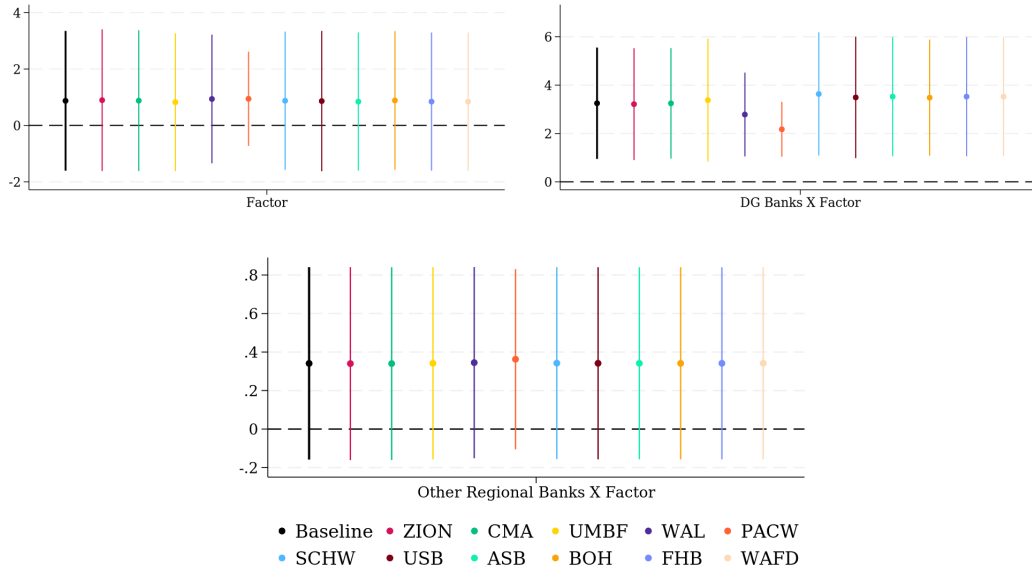 4
2
0
-2
Factor
6
4
2
0
DG Banks X Factor
.8
.6
.4
.2
0
-.2
Other Regional Banks X Factor
Baseline ZION CMA UMBF WAL PACW
SCHW USB ASB BOH FHB WAFD